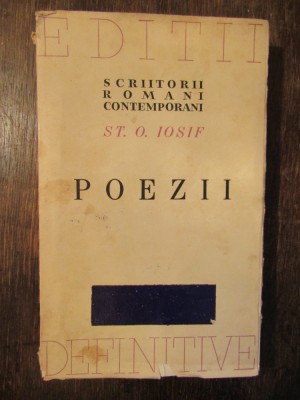 EDITII
SCRIITORII
ROMANI
CONTEMPORANI
ST. O. IOSIF
POEZII
DEFINITIVE